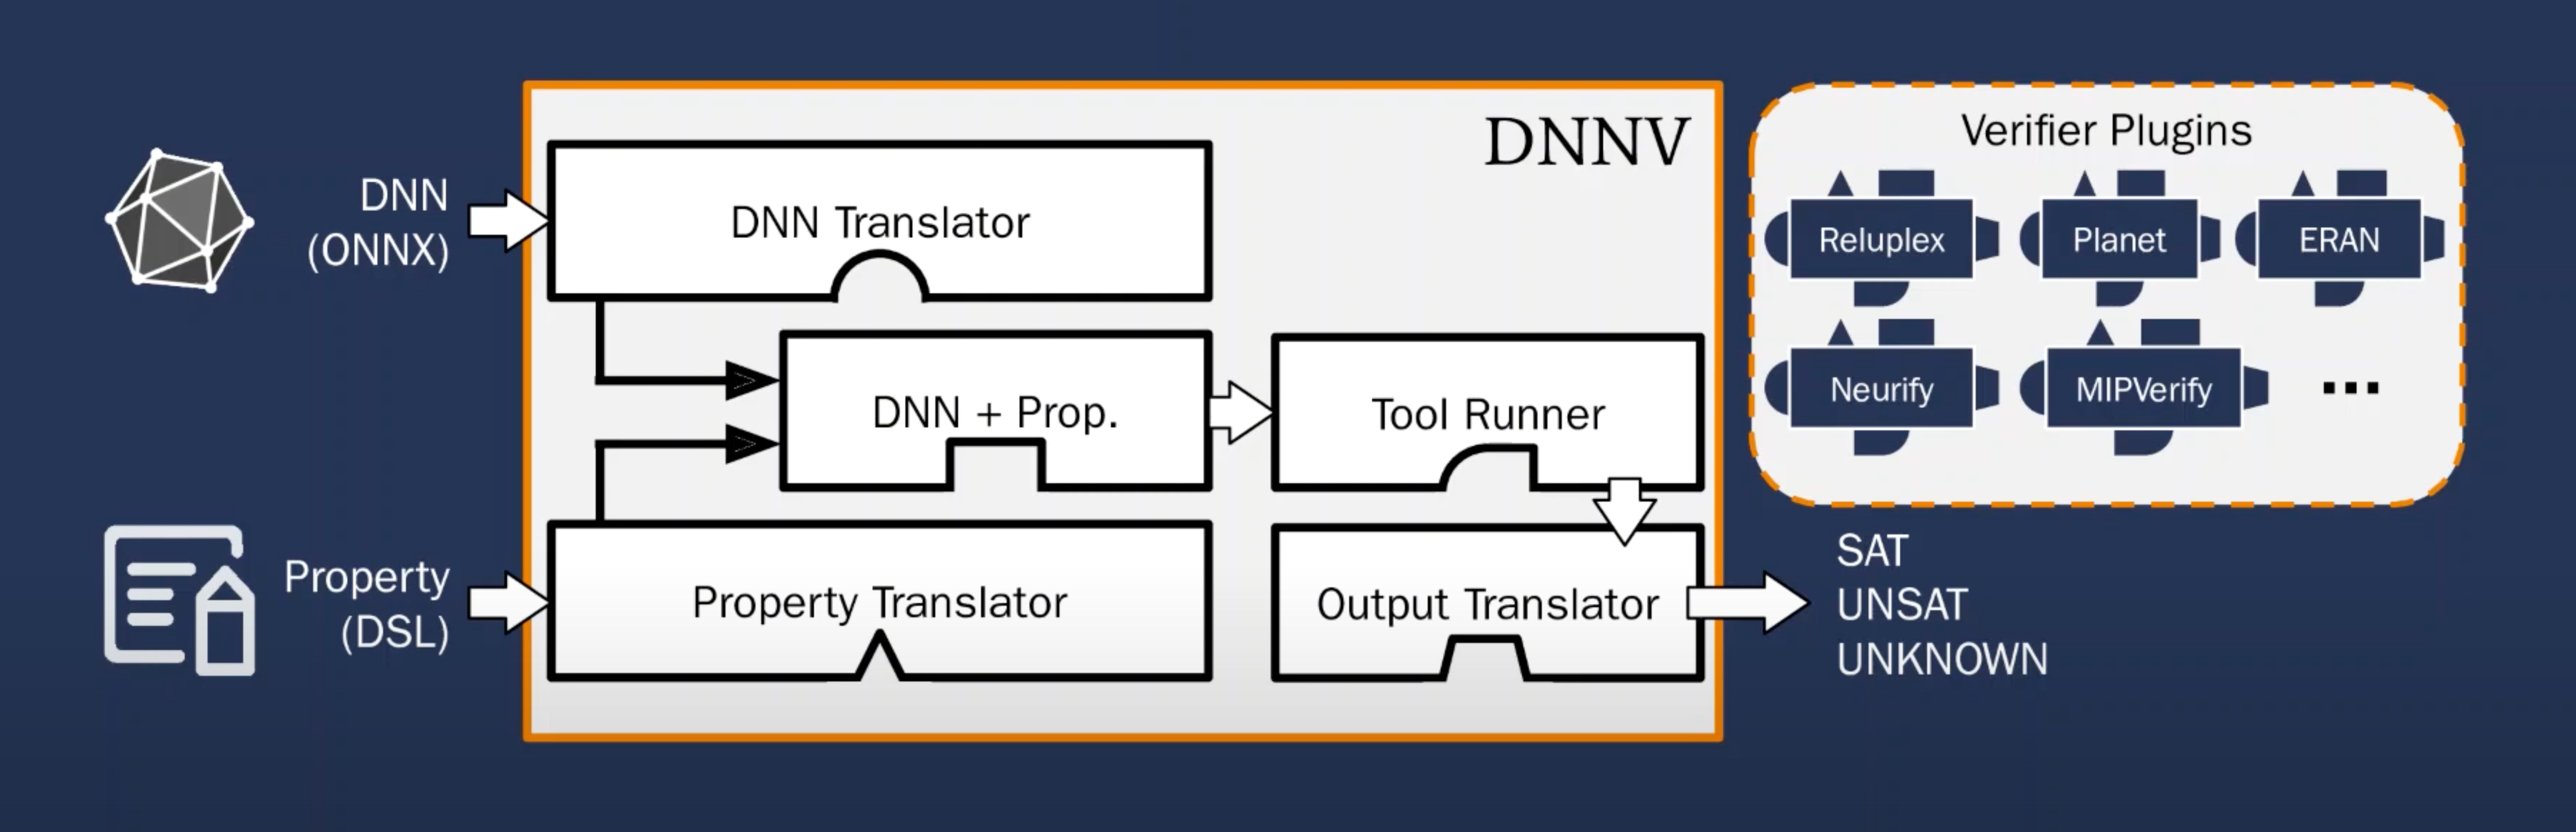 DNNV
DNN
(ONNX)
DNN Translator
DNN + Prop.
Tool Runner
Property
(DSL)
Property Translator
Output Translator
Verifier Plugins
Reluplex
Planet
ERAN
Neurify
MIPVerify
...
SAT
UNSAT
UNKNOWN